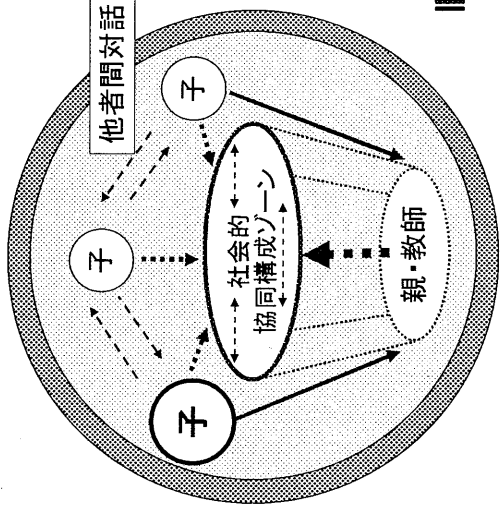 他者間対話
子
子
子
社会的
協同構成ゾーン
親・教師